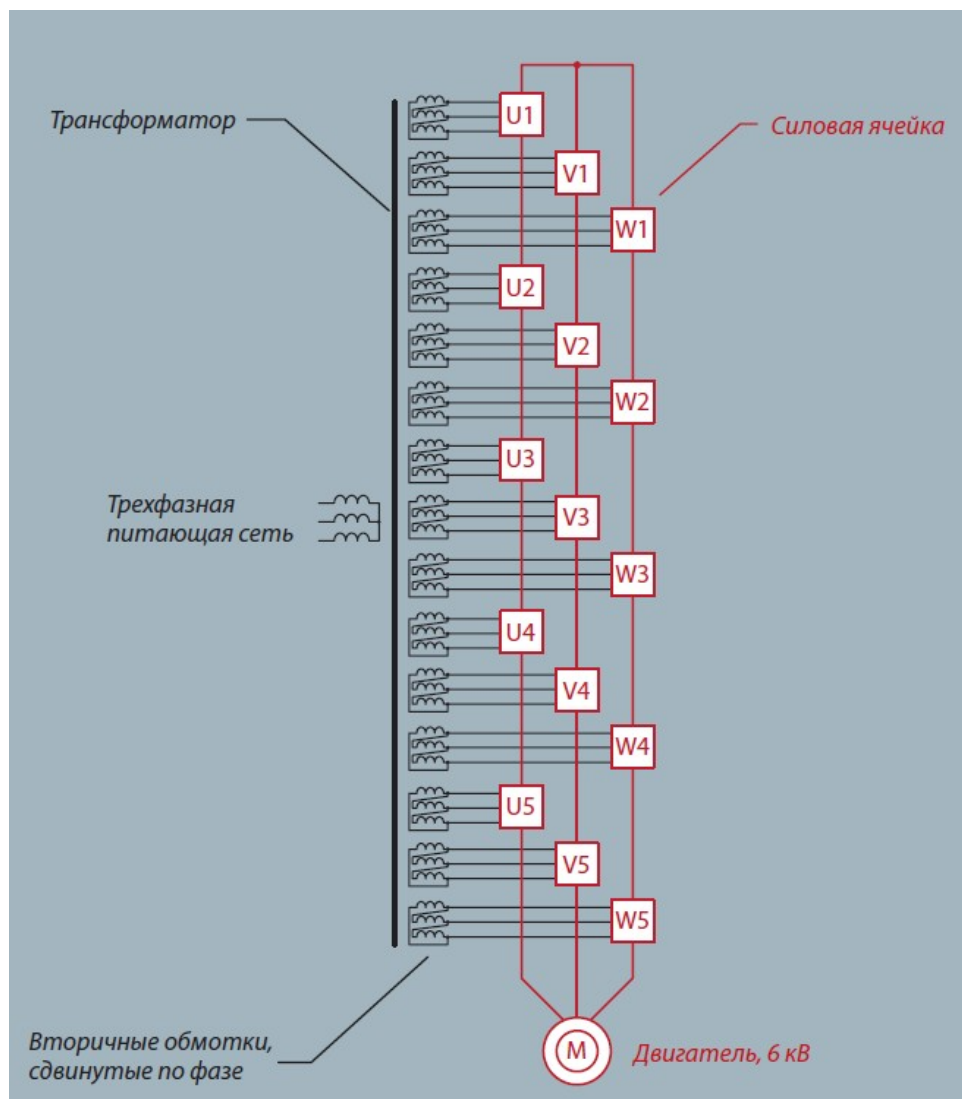 Трансформатор
Силовая ячейка
U1
V1
W1
U2
V2
W2
U3
Трехфазная
питающая сеть
V3
W3
U4
V4
W4
U5
V5
W5
Вторичные обмотки,
сдвинутые по фазе
M
Двигатель, 6 кВ